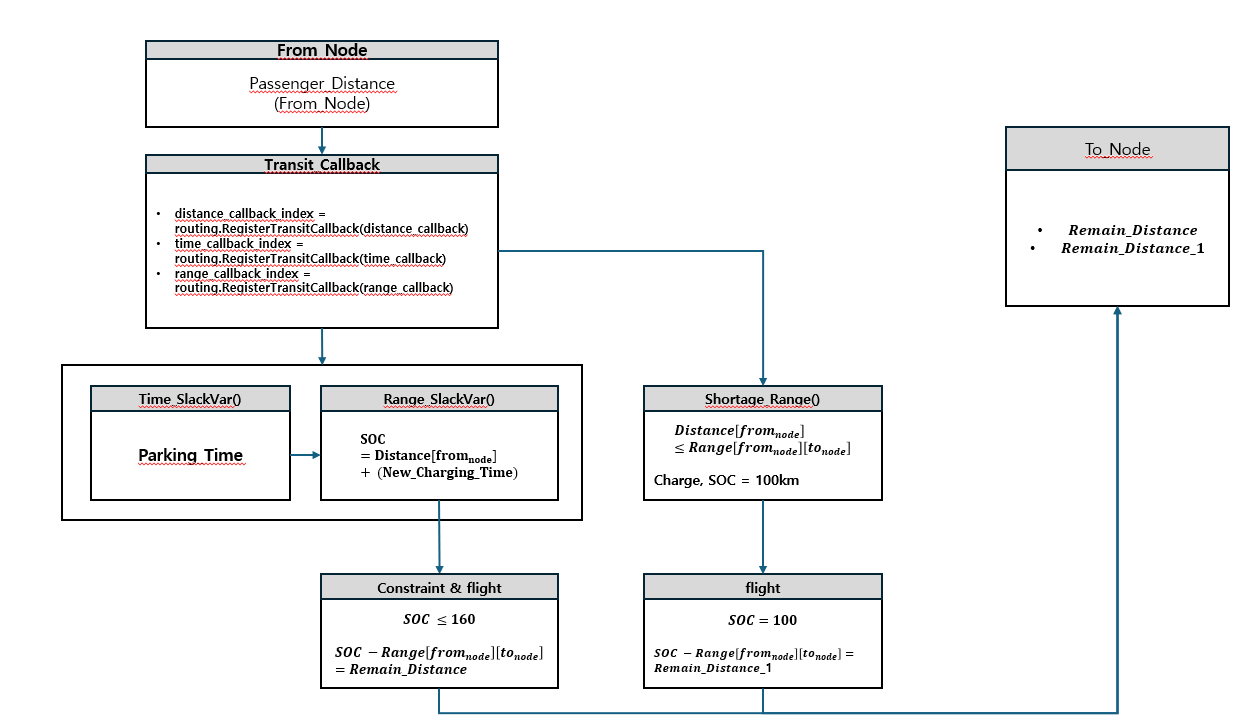 From_Node
Passenger_Distance
(From_Node)
Transit_Callback
• distance_callback_index =
routing.RegisterTransitCallback(distance_callback)
• time_callback_index =
routing.RegisterTransitCallback(time_callback)
• range_callback_index =
routing.RegisterTransitCallback(range_callback)
Time_SlackVar()
Parking_Time
Range_SlackVar()
SOC
= Distance[from_node]
+ (New_Charging_Time)
Shortage_Range()
Distance[from_node]
≤ Range[from_node][to_node]
Charge, SOC = 100km
Constraint & flight
SOC ≤ 160
SOC − Range[from_node][to_node]
= Remain_Distance
flight
SOC = 100
SOC − Range[from_node][to_node] =
Remain_Distance_1
To_Node
• Remain_Distance
• Remain_Distance_1